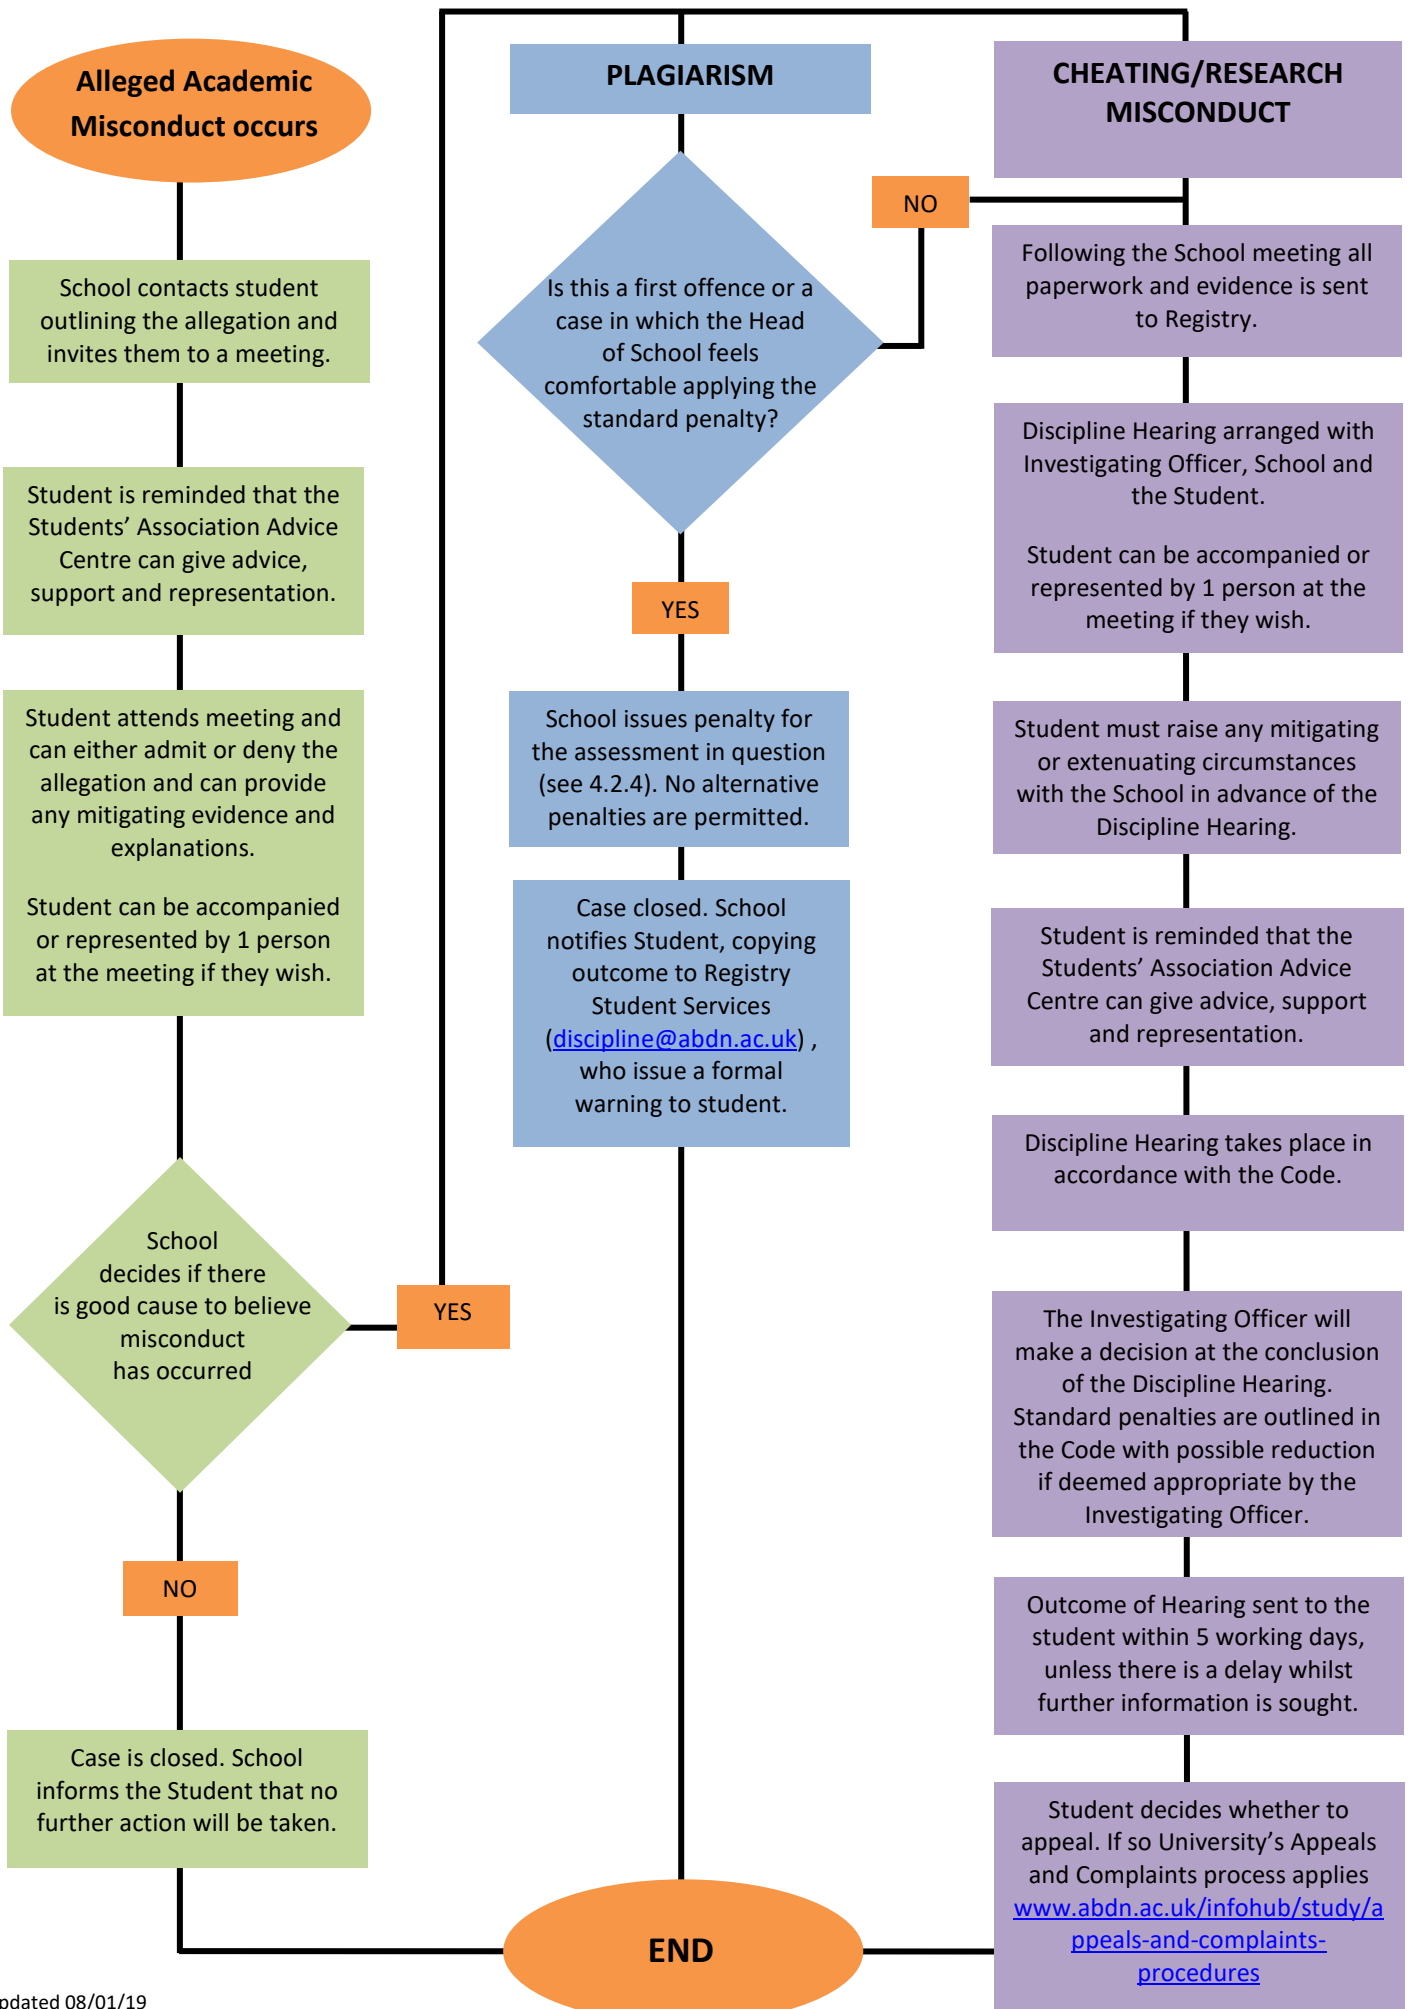 Alleged Academic
Misconduct occurs
School contacts student
outlining the allegation and
invites them to a meeting.
Student is reminded that the
Students’ Association Advice
Centre can give advice,
support and representation.
Student attends meeting and
can either admit or deny the
allegation and can provide
any mitigating evidence and
explanations.
Student can be accompanied
or represented by 1 person
at the meeting if they wish.
School
decides if there
is good cause to believe
misconduct
has occurred
YES
NO
Case is closed. School
informs the Student that no
further action will be taken.
PLAGIARISM
Is this a first offence or a
case in which the Head
of School feels
comfortable applying the
standard penalty?
NO
YES
School issues penalty for
the assessment in question
(see 4.2.4). No alternative
penalties are permitted.
Case closed. School
notifies Student, copying
outcome to Registry
Student Services
(discipline@abdn.ac.uk) ,
who issue a formal
warning to student.
CHEATING/RESEARCH
MISCONDUCT
Following the School meeting all
paperwork and evidence is sent
to Registry.
Discipline Hearing arranged with
Investigating Officer, School and
the Student.
Student can be accompanied or
represented by 1 person at the
meeting if they wish.
Student must raise any mitigating
or extenuating circumstances
with the School in advance of the
Discipline Hearing.
Student is reminded that the
Students’ Association Advice
Centre can give advice, support
and representation.
Discipline Hearing takes place in
accordance with the Code.
The Investigating Officer will
make a decision at the conclusion
of the Discipline Hearing.
Standard penalties are outlined in
the Code with possible reduction
if deemed appropriate by the
Investigating Officer.
Outcome of Hearing sent to the
student within 5 working days,
unless there is a delay whilst
further information is sought.
Student decides whether to
appeal. If so University’s Appeals
and Complaints process applies
www.abdn.ac.uk/infohub/study/a
ppeals-and-complaints-
procedures
END
pdated 08/01/19